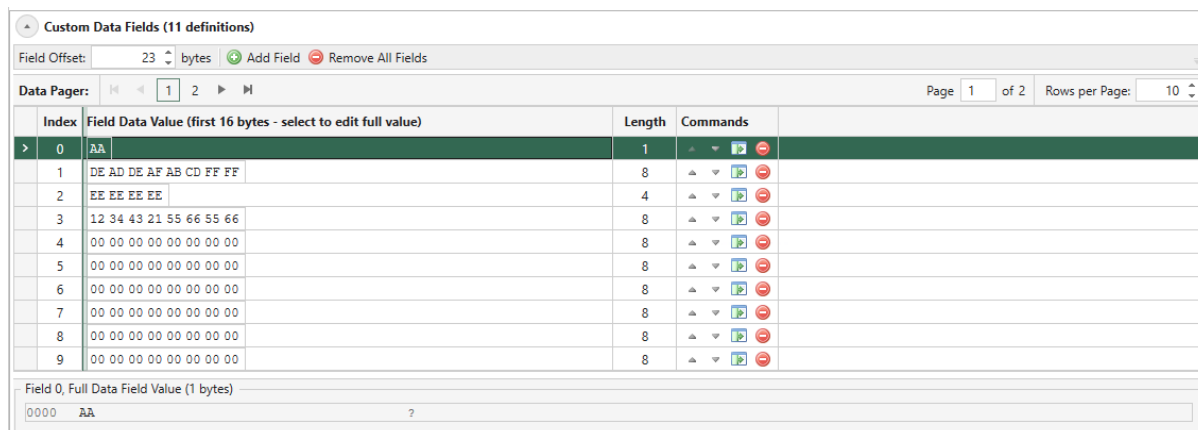 Custom Data Fields (11 definitions)
Field Offset: 23 bytes Add Field Remove All Fields
Data Pager: 1 2 Page 1 of 2 Rows per Page: 10
Index Field Data Value (first 16 bytes - select to edit full value) Length Commands
0 AA 1
1 DE AD DE AF AB CD FF FF 8
2 EE EE EE EE 4
3 12 34 43 21 55 66 55 66 8
4 00 00 00 00 00 00 00 00 8
5 00 00 00 00 00 00 00 00 8
6 00 00 00 00 00 00 00 00 8
7 00 00 00 00 00 00 00 00 8
8 00 00 00 00 00 00 00 00 8
9 00 00 00 00 00 00 00 00 8
Field 0, Full Data Field Value (1 bytes)
0000 AA ?